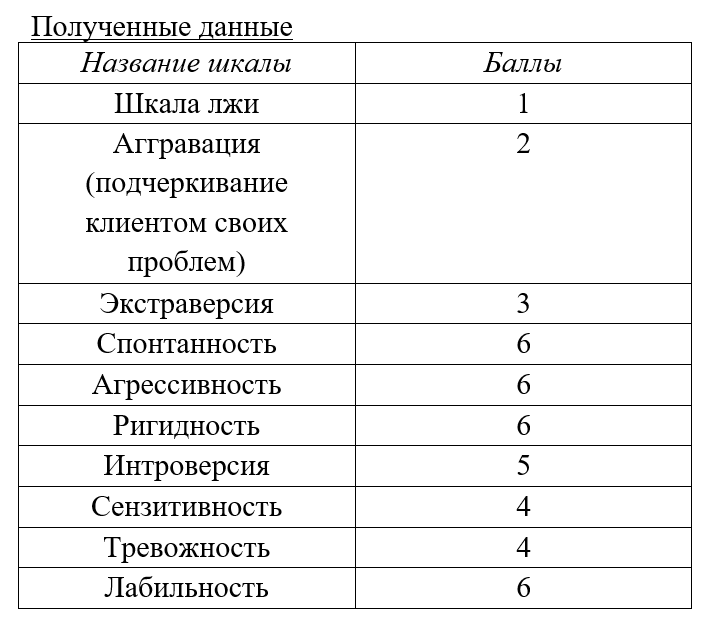 Полученные данные
Название шкалы Баллы
Шкала лжи 1
Аггравация 2
(подчеркивание
клиентом своих
проблем)
Экстраверсия 3
Спонтанность 6
Агрессивность 6
Ригидность 6
Интроверсия 5
Сензитивность 4
Тревожность 4
Лабильность 6